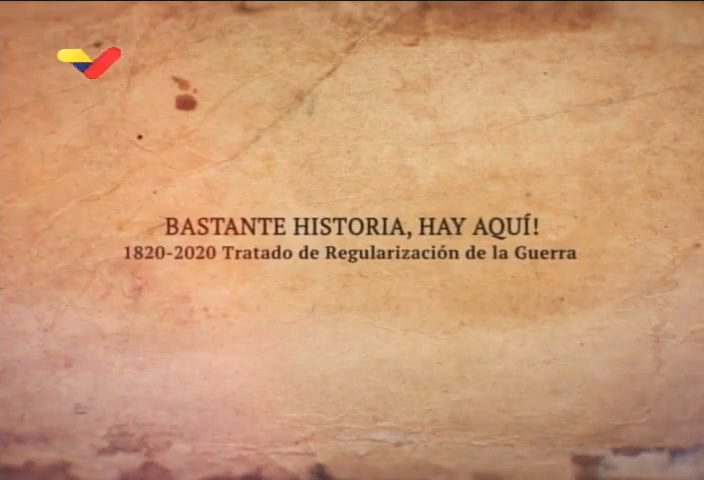 BASTANTE HISTORIA, HAY AQUÍ!
1820-2020 Tratado de Regularización de la Guerra